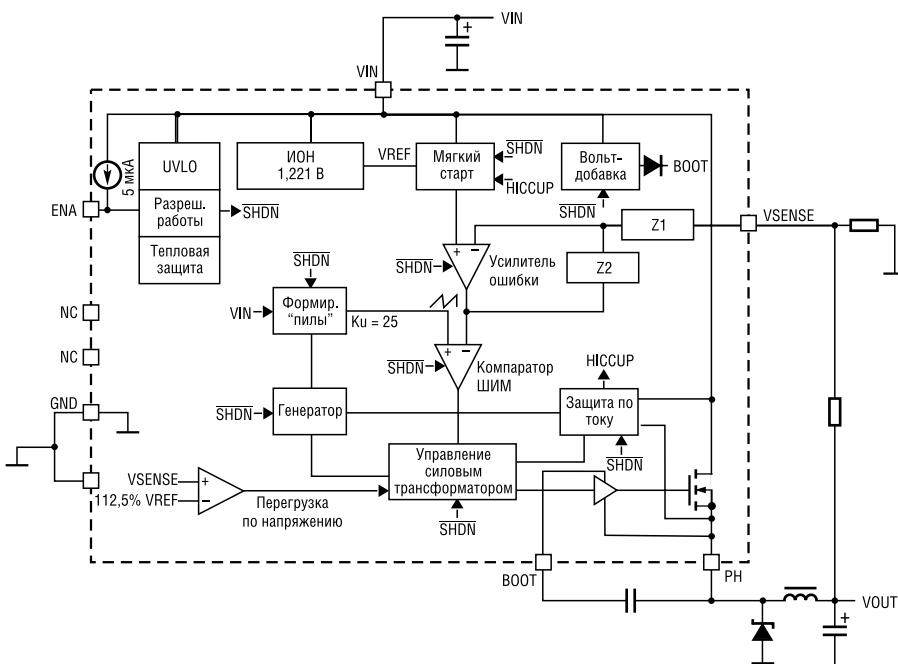 VIN
VIN
5 мкА
UVLO
Разреш.
работы
Тепловая
защита
SHDN
ENA
ИОН
1,221 В
VREF
Мягкий
старт
SHDN
HICCUP
Вольт-
добавка
BOOT
SHDN
Z1
VSENSE
Z2
SHDN
Усилитель
ошибки
SHDN
VIN
Формир.
“пилы”
Ku = 25
NC
NC
SHDN
Компаратор
ШИМ
HICCUP
GND
SHDN
Генератор
Защита по
току
SHDN
Управление
силовым
трансформатором
VSENSE
112,5% VREF
+
–
Перегрузка
по напряжению
SHDN
BOOT
PH
VOUT
+